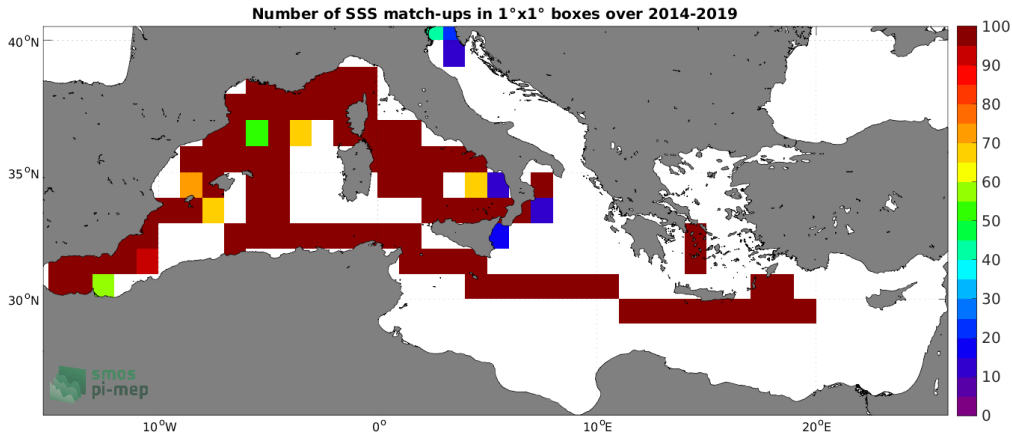 Number of SSS match-ups in 1°x1° boxes over 2014-2019
40°N
35°N
30°N
10°W
0°
10°E
20°E
100
90
80
70
60
50
40
30
20
10
0
smos
pi-mep